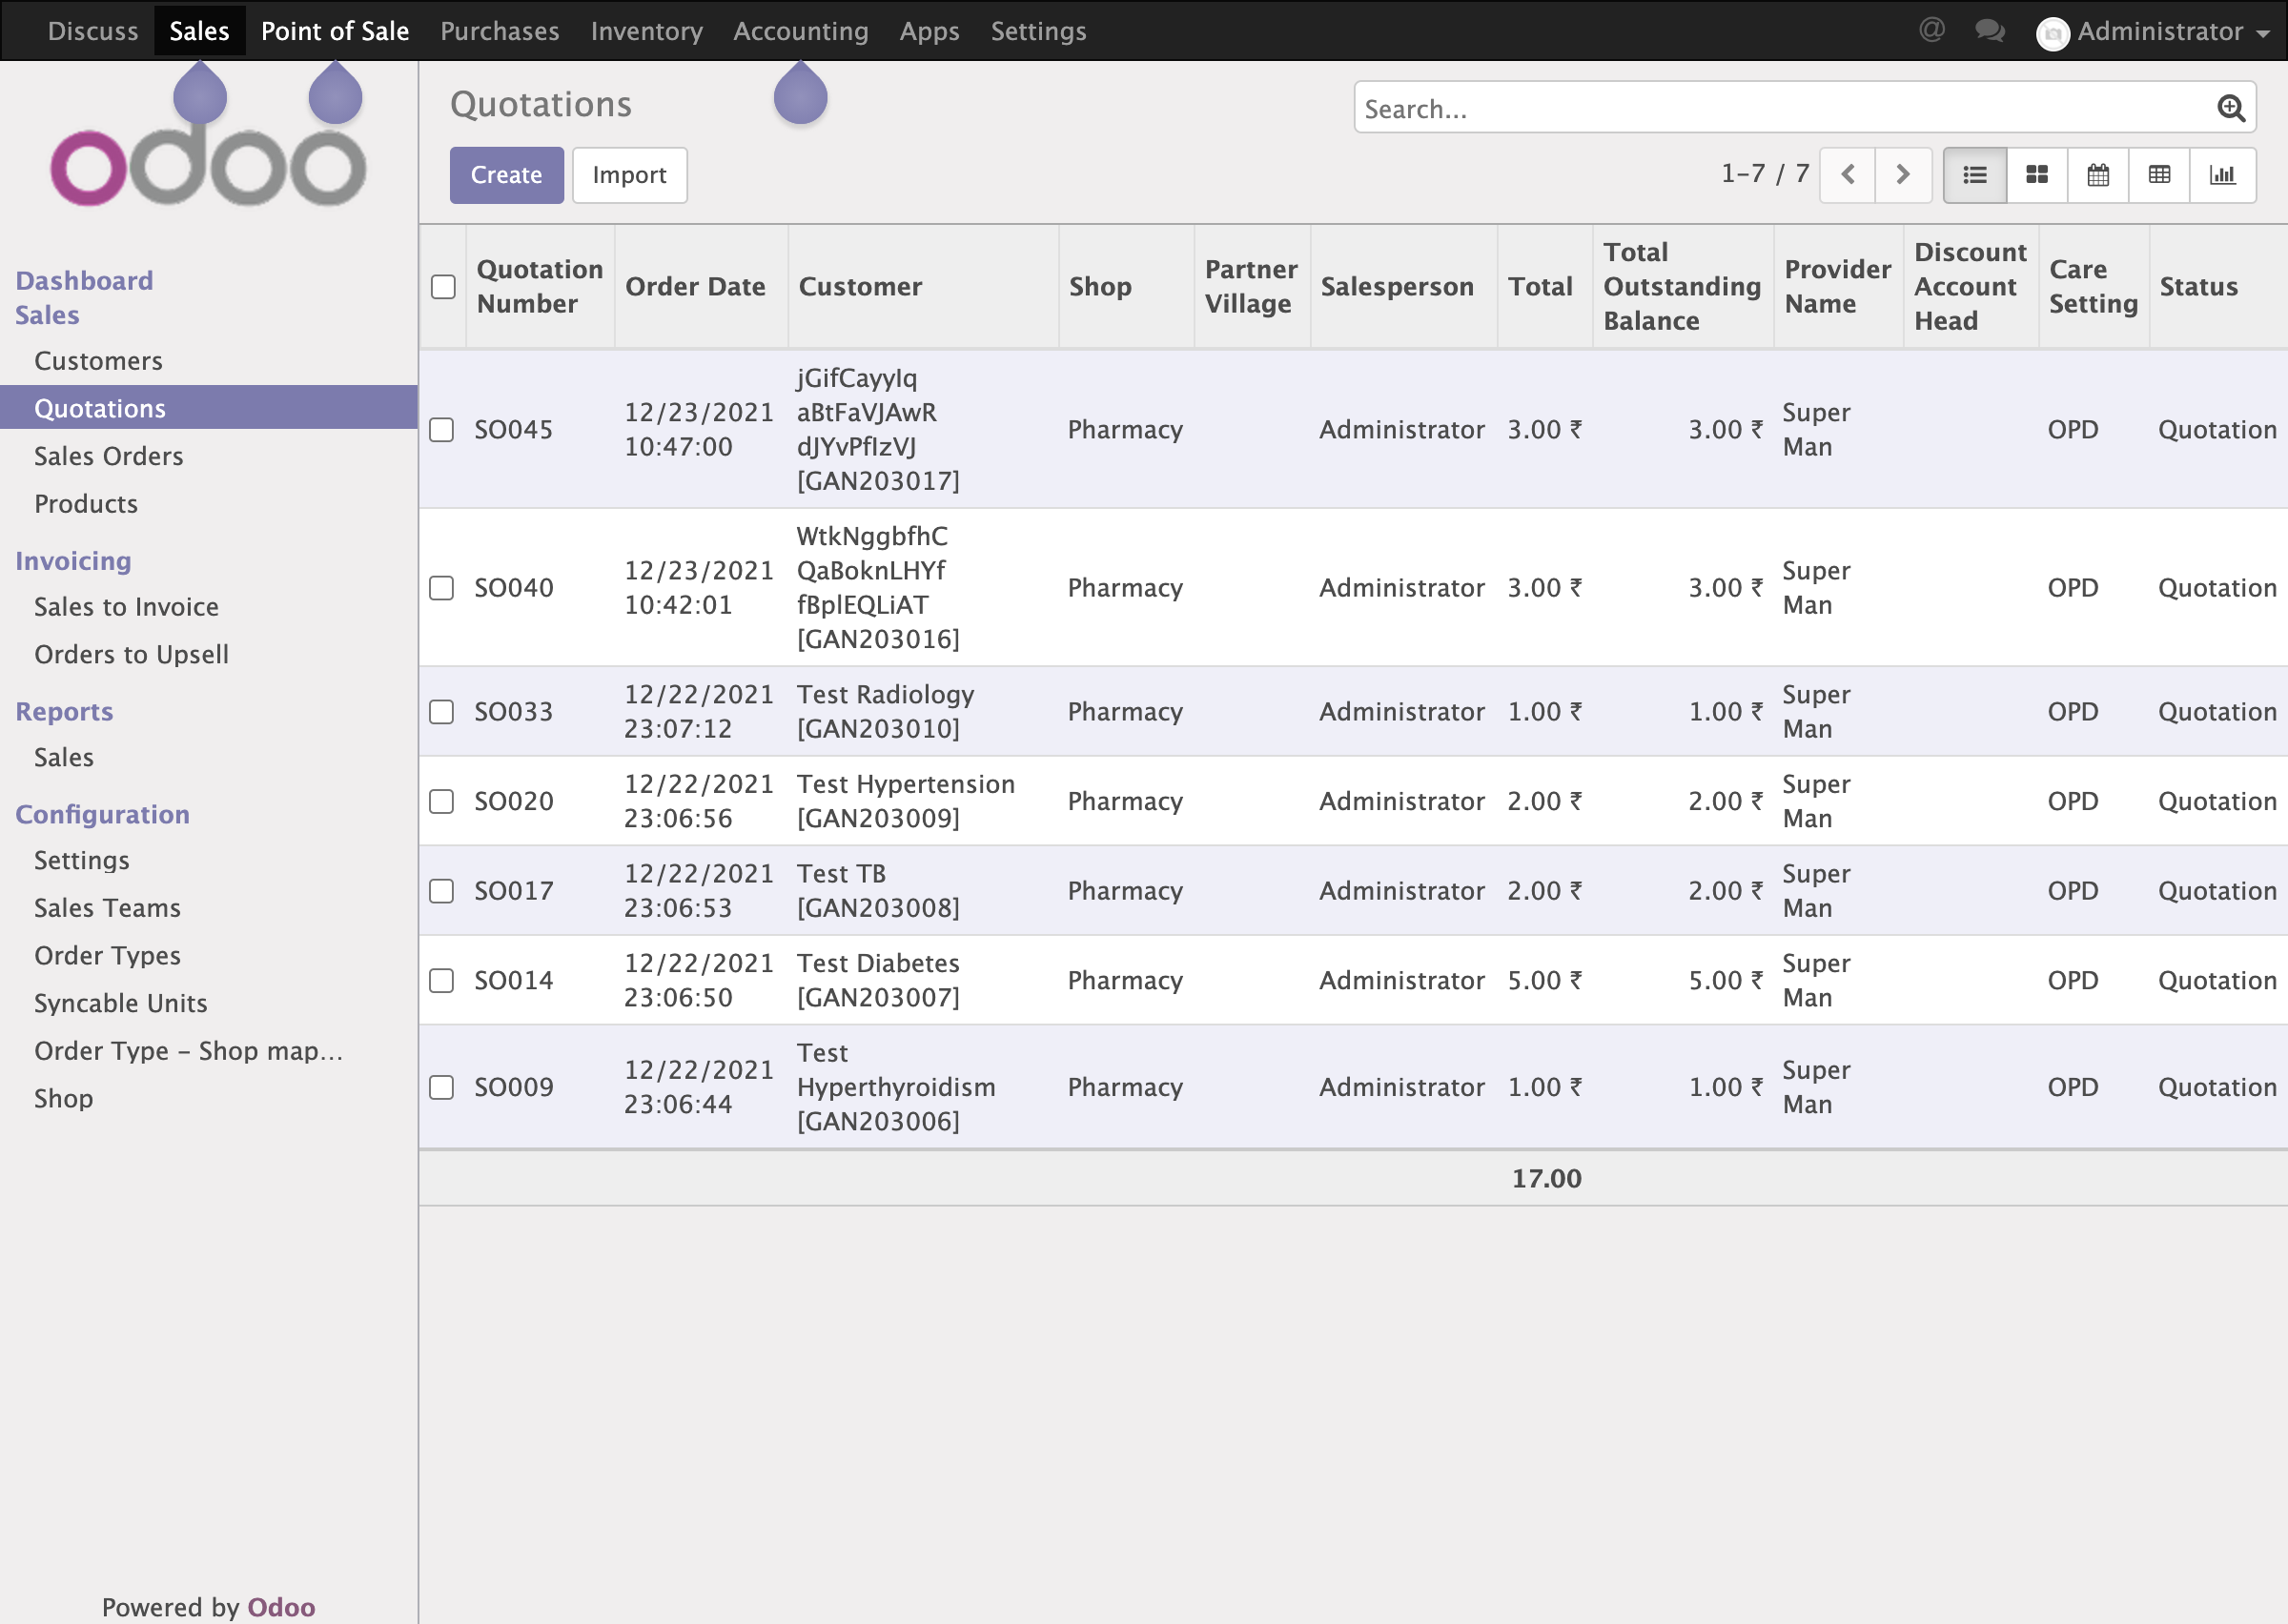 Discuss Sales Point of Sale Purchases Inventory Accounting Apps Settings @ Administrator
odoo
Dashboard
Sales
Customers
Quotations
Sales Orders
Products
Invoicing
Sales to Invoice
Orders to Upsell
Reports
Sales
Configuration
Settings
Sales Teams
Order Types
Syncable Units
Order Type – Shop map...
Shop
Powered by Odoo
Quotations
Search...
Create Import
1-7 / 7
Quotation Number Order Date Customer Shop Partner Village Salesperson Total Total Outstanding Balance Provider Name Discount Account Head Care Setting Status
SO045 12/23/2021 10:47:00 jGifCayyIq aBtFaVJAwR dJYvPfIzVJ [GAN203017] Pharmacy Administrator 3.00 ₹ 3.00 ₹ Super Man OPD Quotation
SO040 12/23/2021 10:42:01 WtkNggbfhC QaBoknLHYf fBplEQLiAT [GAN203016] Pharmacy Administrator 3.00 ₹ 3.00 ₹ Super Man OPD Quotation
SO033 12/22/2021 23:07:12 Test Radiology [GAN203010] Pharmacy Administrator 1.00 ₹ 1.00 ₹ Super Man OPD Quotation
SO020 12/22/2021 23:06:56 Test Hypertension [GAN203009] Pharmacy Administrator 2.00 ₹ 2.00 ₹ Super Man OPD Quotation
SO017 12/22/2021 23:06:53 Test TB [GAN203008] Pharmacy Administrator 2.00 ₹ 2.00 ₹ Super Man OPD Quotation
SO014 12/22/2021 23:06:50 Test Diabetes [GAN203007] Pharmacy Administrator 5.00 ₹ 5.00 ₹ Super Man OPD Quotation
SO009 12/22/2021 23:06:44 Test Hyperthyroidism [GAN203006] Pharmacy Administrator 1.00 ₹ 1.00 ₹ Super Man OPD Quotation
17.00